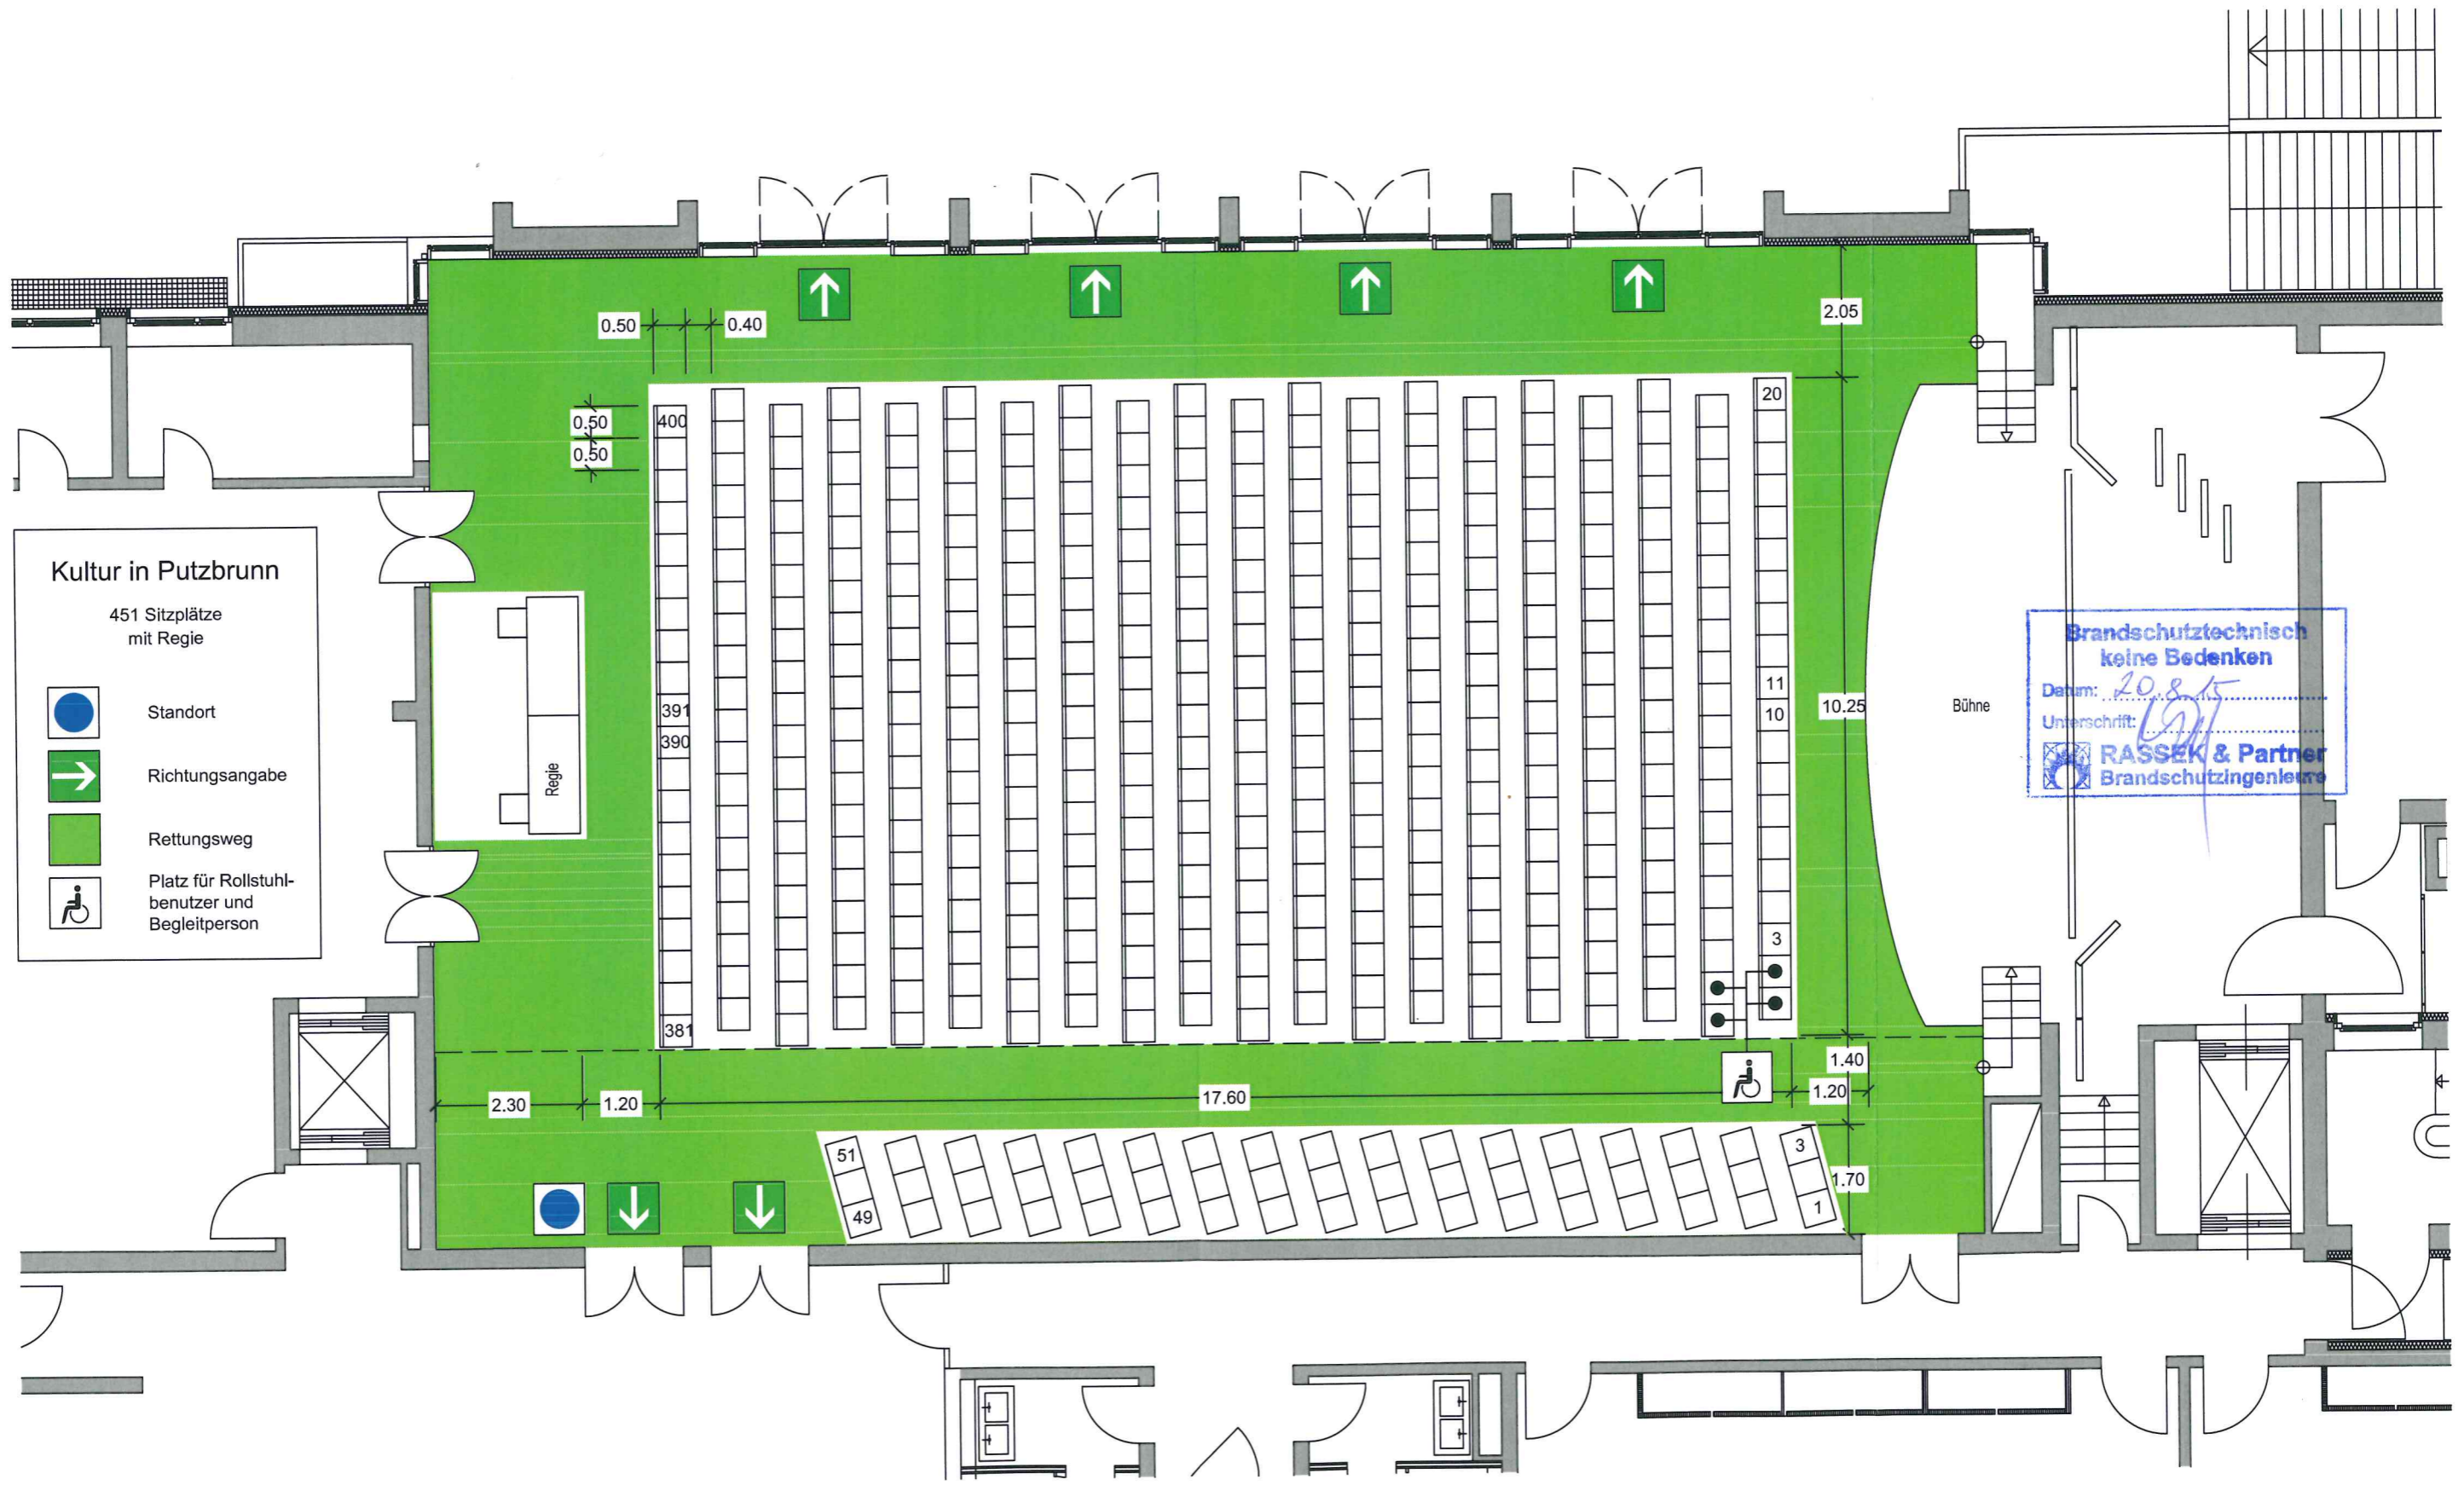 Kultur in Putzbrunn
451 Sitzplätze
mit Regie
Standort
Richtungsangabe
Rettungsweg
Platz für Rollstuhl-
benutzer und
Begleitperson
0.50
0.40
2.05
0.50
0.50
400
20
391
390
11
10
10.25
3
381
Regie
Bühne
Brandschutztechnisch
keine Bedenken
Datum: 20.8.15
Unterschrift:
RASSEK & Partner
Brandschutzingenieure
1.40
2.30
1.20
17.60
1.20
51
49
3
1
1.70